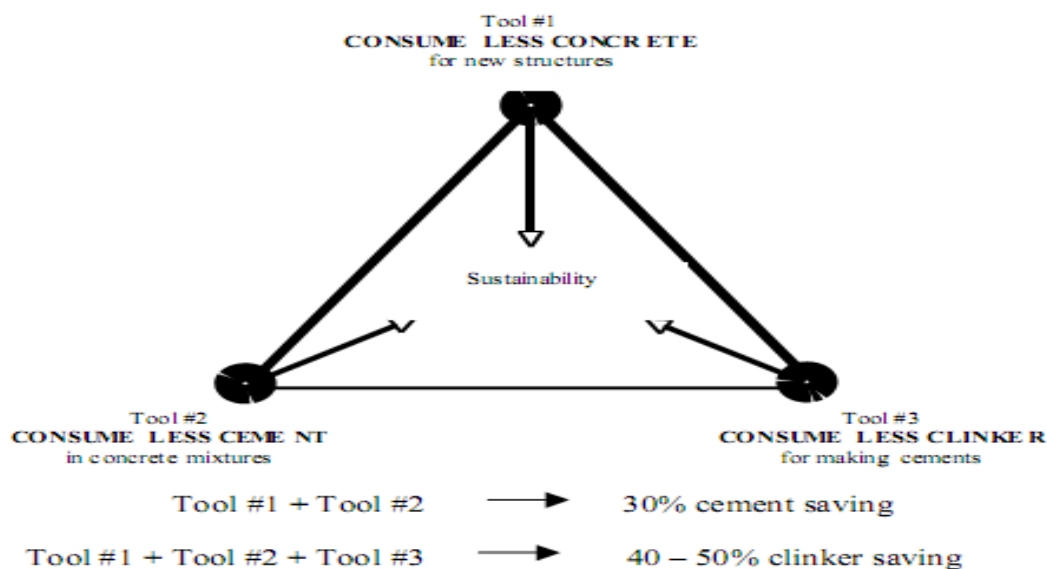 Tool #1
CONSUME LESS CONCRETE
for new structures
Sustainability
Tool #2
CONSUME LESS CEMENT
in concrete mixtures
Tool #3
CONSUME LESS CLINKER
for making cements
Tool #1 + Tool #2 → 30% cement saving
Tool #1 + Tool #2 + Tool #3 → 40 – 50% clinker saving